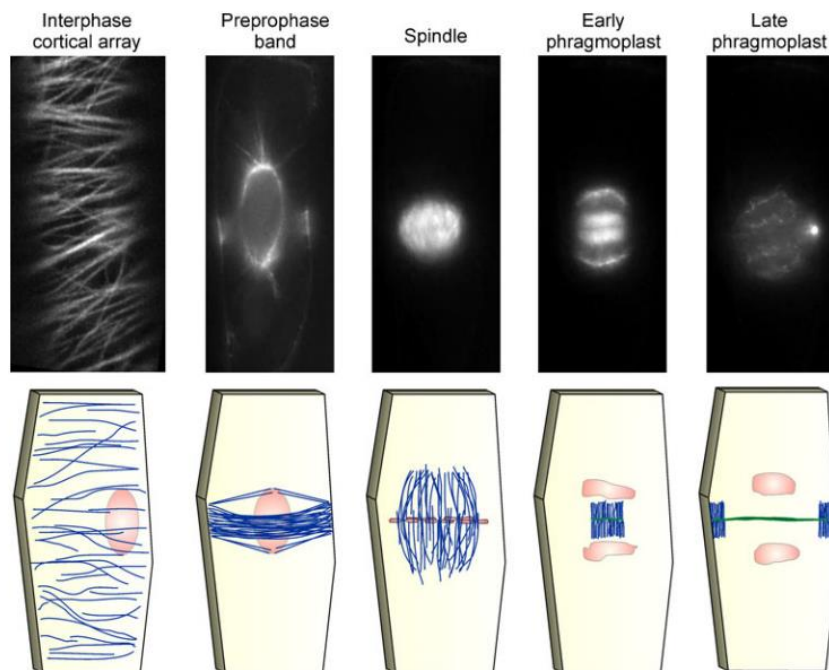 Interphase
cortical array
Preprophase
band
Spindle
Early
phragmoplast
Late
phragmoplast